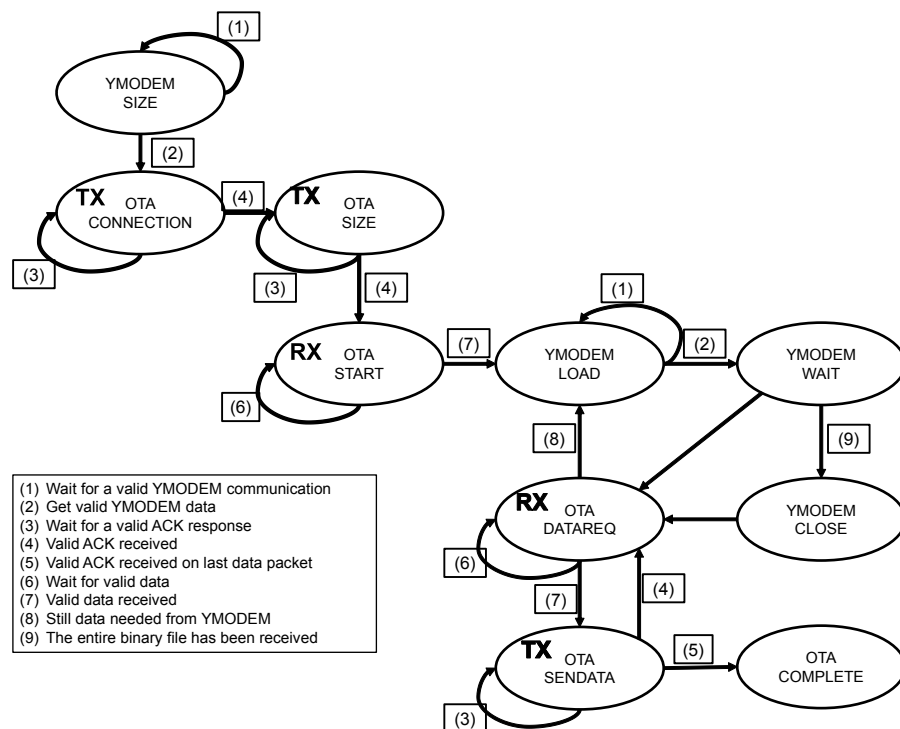 (1)
YMODEM
SIZE
(2)
TX
OTA
CONNECTION
(4)
TX
OTA
SIZE
(3)
(3)
(4)
(1)
RX
OTA
START
(7)
YMODEM
LOAD
(2)
YMODEM
WAIT
(6)
(8)
(9)
RX
OTA
DATAREQ
YMODEM
CLOSE
(6)
(7)
(4)
TX
OTA
SENDATA
(5)
OTA
COMPLETE
(3)
(1) Wait for a valid YMODEM communication
(2) Get valid YMODEM data
(3) Wait for a valid ACK response
(4) Valid ACK received
(5) Valid ACK received on last data packet
(6) Wait for valid data
(7) Valid data received
(8) Still data needed from YMODEM
(9) The entire binary file has been received